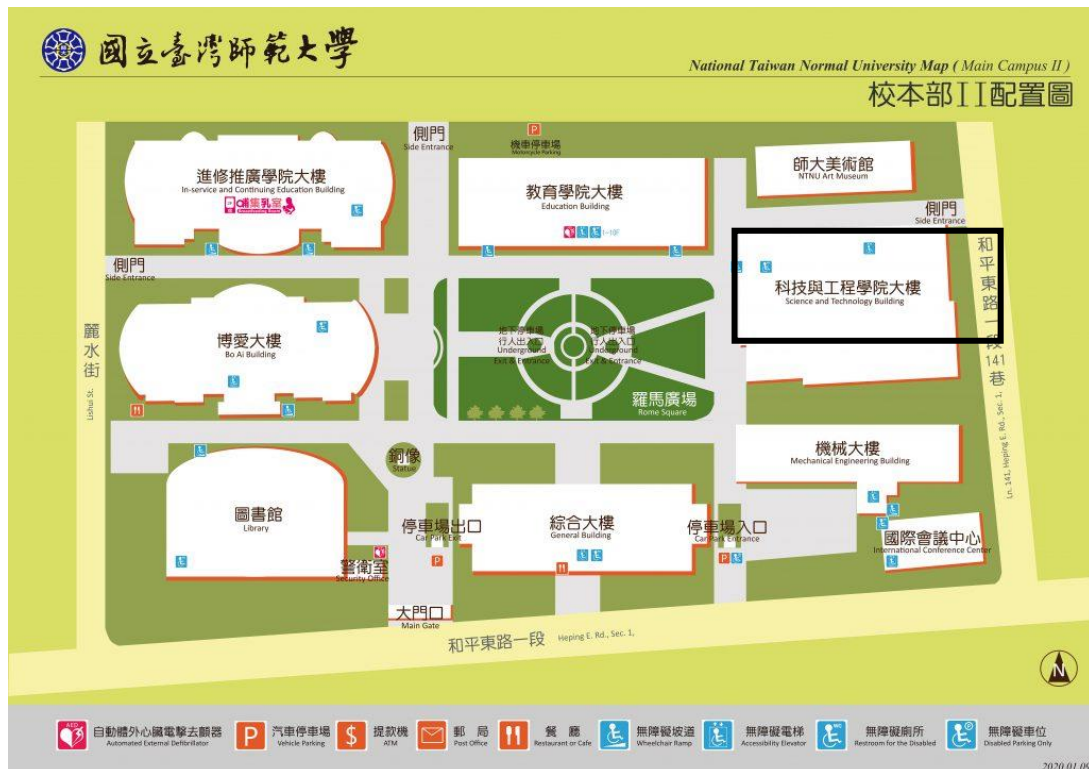 國立臺灣師範大學
National Taiwan Normal University Map ( Main Campus II )
校本部II配置圖
側門
Side Entrance
P
機車停車場
Motorcycle Parking
師大美術館
NTNU Art Museum
進修推廣學院大樓
In-service and Continuing Education Building
哺集乳室
Breastfeeding Room
教育學院大樓
Education Building
1~10F
側門
Side Entrance
側門
Side Entrance
和平東路一段141巷
Ln. 141, Heping E. Rd., Sec. 1,
科技與工程學院大樓
Science and Technology Building
麗水街
Lishui St.
博愛大樓
Bo Ai Building
地下停車場
行人出入口
Underground
Exit & Entrance
地下停車場
行人出入口
Underground
Exit & Entrance
羅馬廣場
Rome Square
銅像
Statue
機械大樓
Mechanical Engineering Building
圖書館
Library
停車場出口
Car Park Exit
P
綜合大樓
General Building
停車場入口
Car Park Entrance
P
國際會議中心
International Conference Center
警衛室
Security Office
大門口
Main Gate
和平東路一段 Heping E. Rd., Sec. 1,
N
AED
自動體外心臟電擊去顫器
Automated External Defibrillator
P
汽車停車場
Vehicle Parking
$
提款機
ATM
郵局
Post Office
餐廳
Restaurant or Cafe
無障礙坡道
Wheelchair Ramp
無障礙電梯
Accessibility Elevator
WC
無障礙廁所
Restroom for the Disabled
P
無障礙車位
Disabled Parking Only
2020.01.09